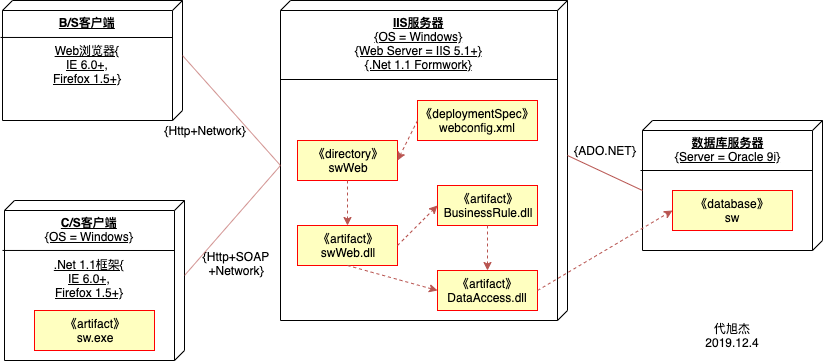 B/S客户端
Web浏览器{
IE 6.0+,
Firefox 1.5+}
{Http+Network}
C/S客户端
{OS = Windows}
.Net 1.1框架{
IE 6.0+,
Firefox 1.5+}
《artifact》
sw.exe
{Http+SOAP
+Network}
IIS服务器
{OS = Windows}
{Web Server = IIS 5.1+}
{.Net 1.1 Formwork}
《deploymentSpec》
webconfig.xml
《directory》
swWeb
《artifact》
BusinessRule.dll
《artifact》
swWeb.dll
《artifact》
DataAccess.dll
{ADO.NET}
数据库服务器
{Server = Oracle 9i}
《database》
sw
代旭杰
2019.12.4